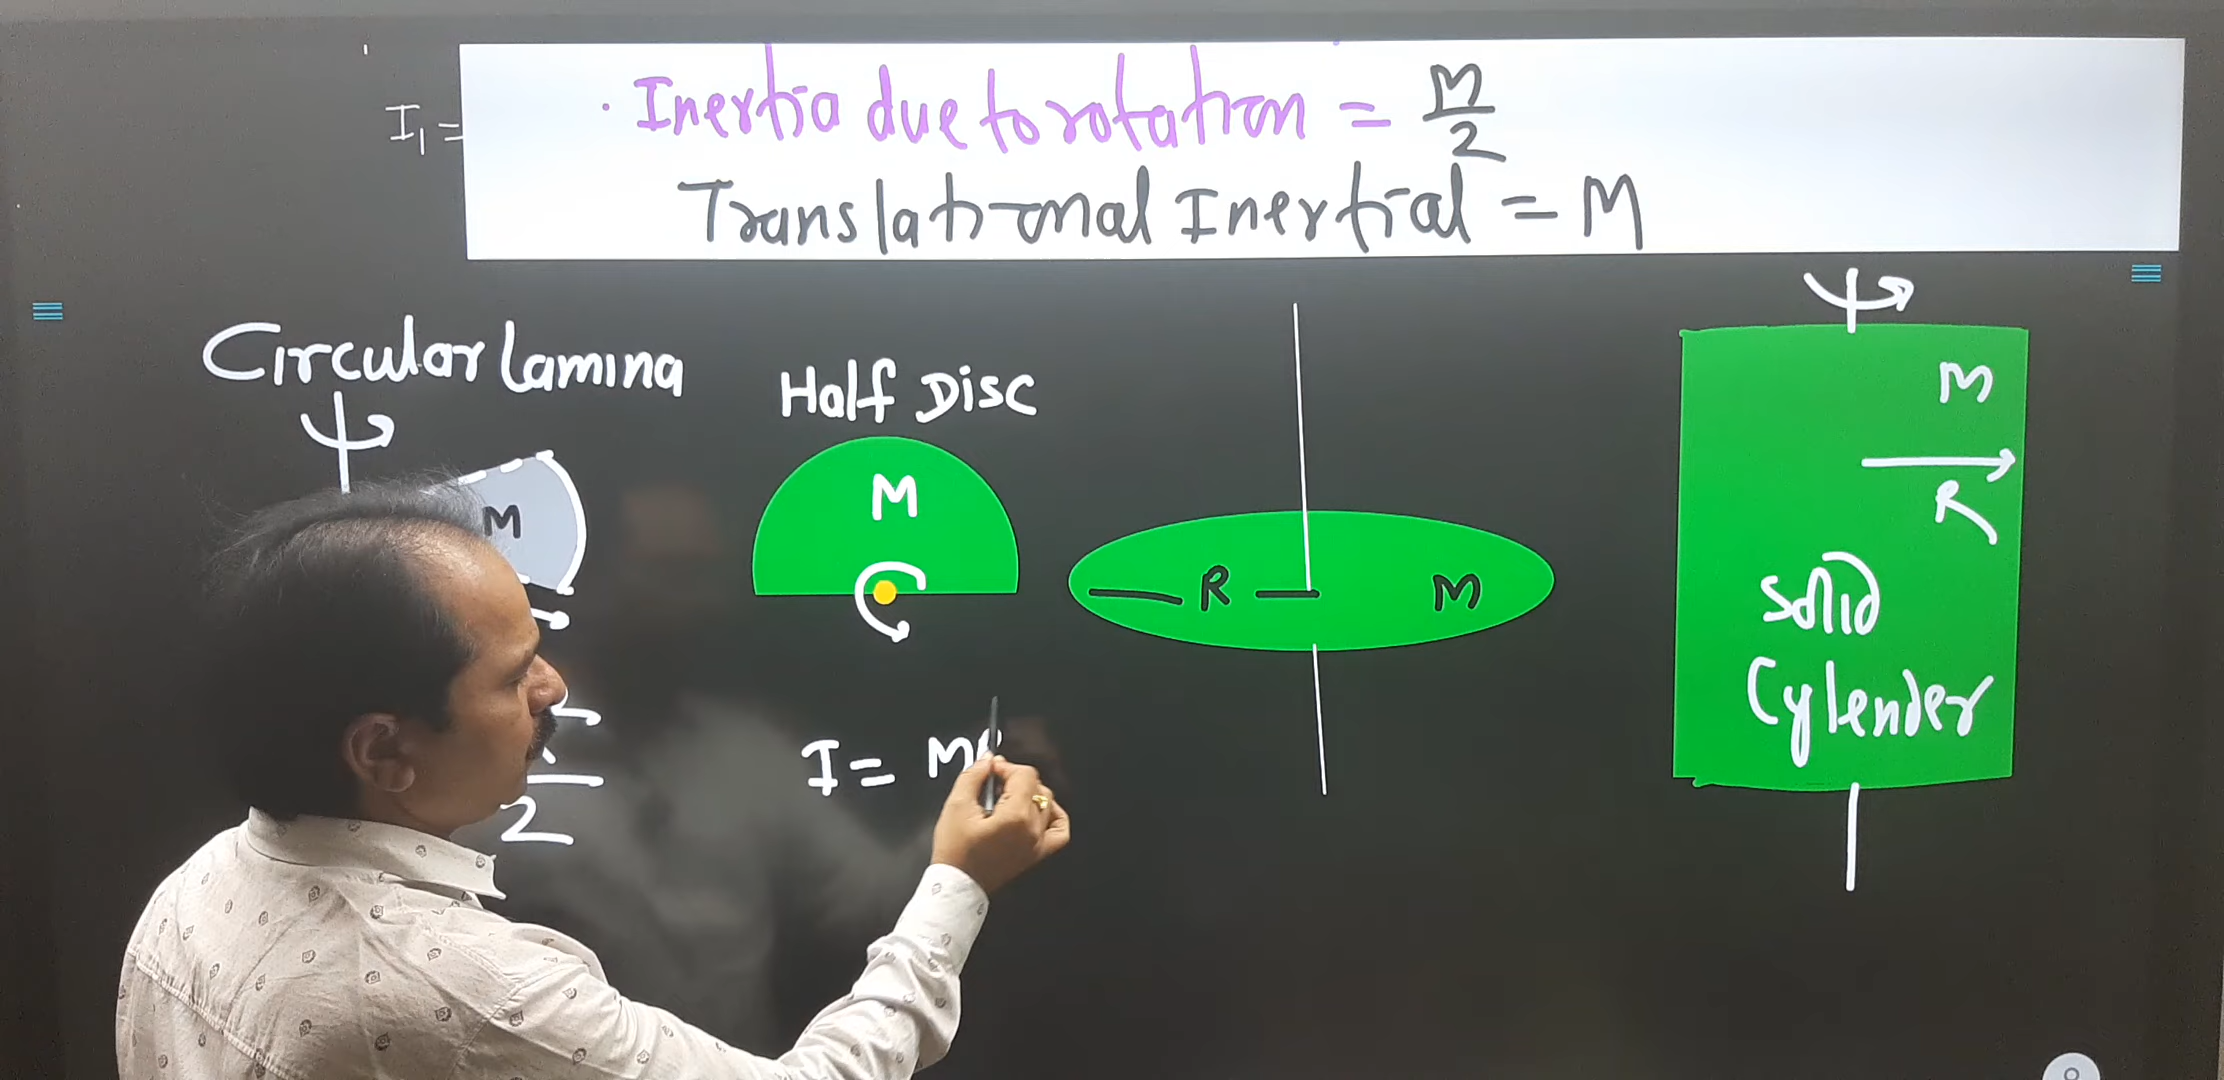 I₁ =
· Inertia due to rotation = M/2
Translational Inertial = M
Circular lamina
M
2
Half Disc
M
I = M
R
M
M
R
Solid
Cylender